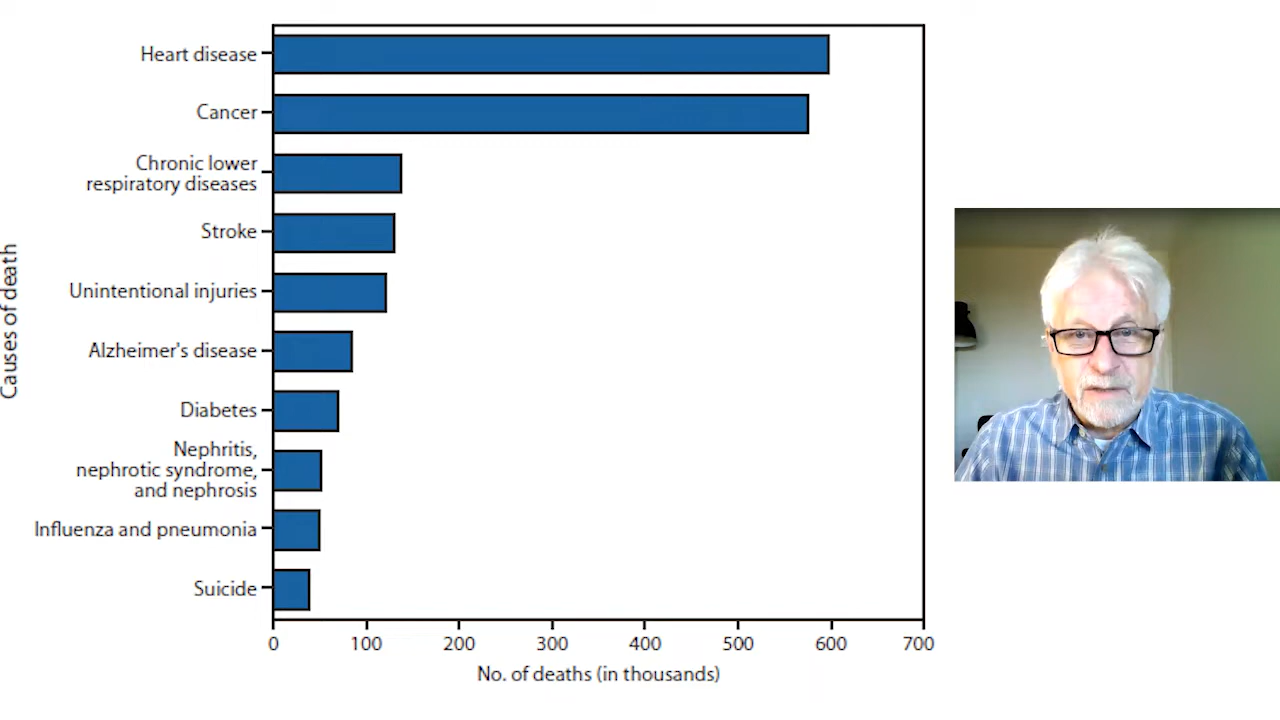 Heart disease
Cancer
Chronic lower
respiratory diseases
Stroke
Unintentional injuries
Alzheimer's disease
Diabetes
Nephritis,
nephrotic syndrome,
and nephrosis
Influenza and pneumonia
Suicide
Causes of death
0 100 200 300 400 500 600 700
No. of deaths (in thousands)